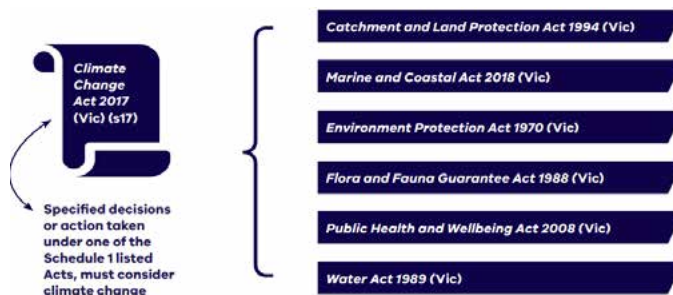 Climate
Change
Act 2017
(Vic) (s17)
Specified decisions
or action taken
under one of the
Schedule 1 listed
Acts, must consider
climate change
Catchment and Land Protection Act 1994 (Vic)
Marine and Coastal Act 2018 (Vic)
Environment Protection Act 1970 (Vic)
Flora and Fauna Guarantee Act 1988 (Vic)
Public Health and Wellbeing Act 2008 (Vic)
Water Act 1989 (Vic)